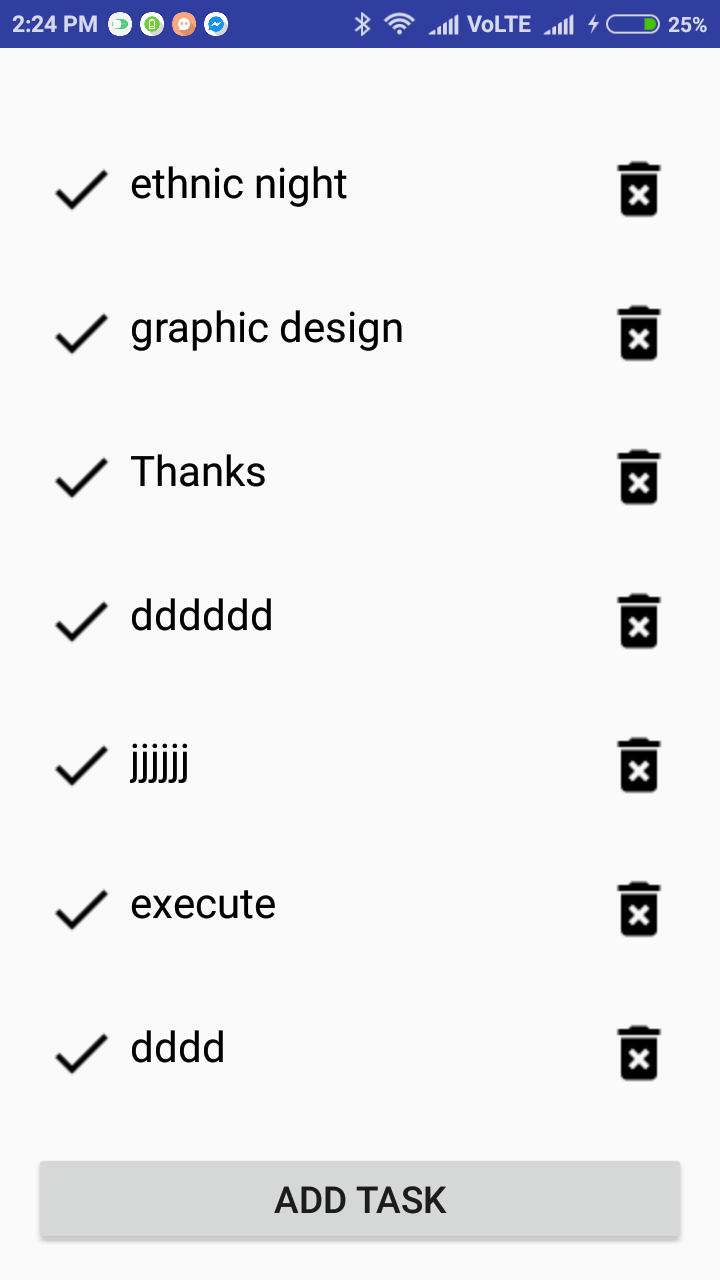 2:24 PM VoLTE 25%
ethnic night
graphic design
Thanks
dddddd
jjjjjj
execute
dddd
ADD TASK